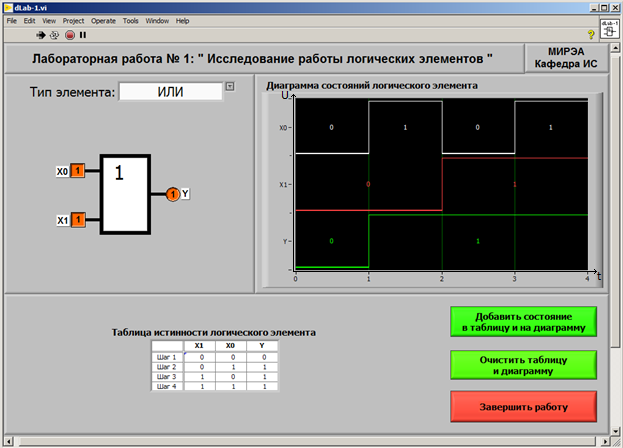 dLab-1.vi
File Edit View Project Operate Tools Window Help
?
dLab-1
Лабораторная работа № 1: " Исследование работы логических элементов "
МИРЭА
Кафедра ИС
Тип элемента: ИЛИ
X0 1
1
1 Y
X1 1
Диаграмма состояний логического элемента
U
X0 0 1 0 1
X1 0 1
Y 0 1
0 1 2 3 4 t
Таблица истинности логического элемента
X1 X0 Y
Шаг 1 0 0 0
Шаг 2 0 1 1
Шаг 3 1 0 1
Шаг 4 1 1 1
Добавить состояние
в таблицу и на диаграмму
Очистить таблицу
и диаграмму
Завершить работу